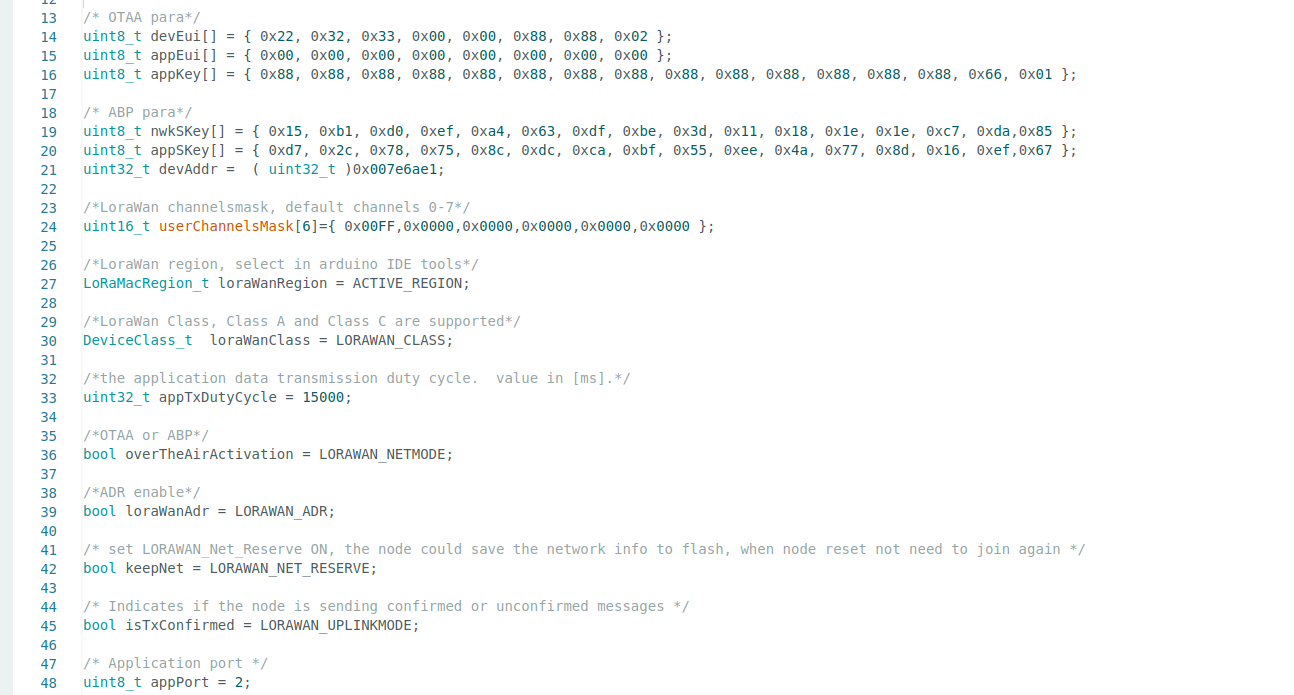 12
13 /* OTAA para*/
14 uint8_t devEui[] = { 0x22, 0x32, 0x33, 0x00, 0x00, 0x88, 0x88, 0x02 };
15 uint8_t appEui[] = { 0x00, 0x00, 0x00, 0x00, 0x00, 0x00, 0x00, 0x00 };
16 uint8_t appKey[] = { 0x88, 0x88, 0x88, 0x88, 0x88, 0x88, 0x88, 0x88, 0x88, 0x88, 0x88, 0x88, 0x88, 0x88, 0x66, 0x01 };
17
18 /* ABP para*/
19 uint8_t nwkSKey[] = { 0x15, 0xb1, 0xd0, 0xef, 0xa4, 0x63, 0xdf, 0xbe, 0x3d, 0x11, 0x18, 0x1e, 0x1e, 0xc7, 0xda,0x85 };
20 uint8_t appSKey[] = { 0xd7, 0x2c, 0x78, 0x75, 0x8c, 0xdc, 0xca, 0xbf, 0x55, 0xee, 0x4a, 0x77, 0x8d, 0x16, 0xef,0x67 };
21 uint32_t devAddr =  ( uint32_t )0x007e6ae1;
22
23 /*LoraWan channelsmask, default channels 0-7*/
24 uint16_t userChannelsMask[6]={ 0x00FF,0x0000,0x0000,0x0000,0x0000,0x0000 };
25
26 /*LoraWan region, select in arduino IDE tools*/
27 LoRaMacRegion_t loraWanRegion = ACTIVE_REGION;
28
29 /*LoraWan Class, Class A and Class C are supported*/
30 DeviceClass_t  loraWanClass = LORAWAN_CLASS;
31
32 /*the application data transmission duty cycle.  value in [ms].*/
33 uint32_t appTxDutyCycle = 15000;
34
35 /*OTAA or ABP*/
36 bool overTheAirActivation = LORAWAN_NETMODE;
37
38 /*ADR enable*/
39 bool loraWanAdr = LORAWAN_ADR;
40
41 /* set LORAWAN_Net_Reserve ON, the node could save the network info to flash, when node reset not need to join again */
42 bool keepNet = LORAWAN_NET_RESERVE;
43
44 /* Indicates if the node is sending confirmed or unconfirmed messages */
45 bool isTxConfirmed = LORAWAN_UPLINKMODE;
46
47 /* Application port */
48 uint8_t appPort = 2;